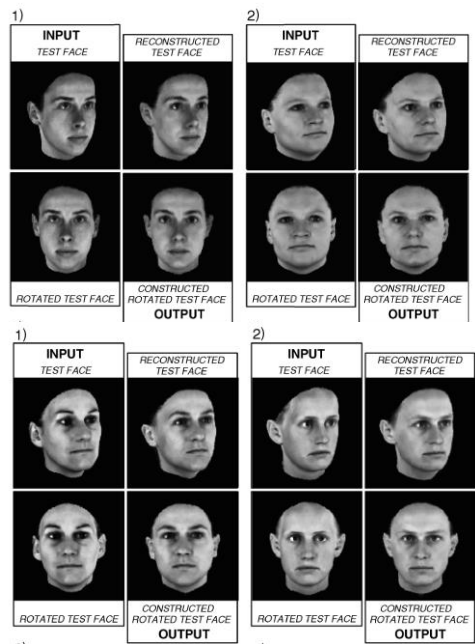 1)
INPUT
TEST FACE
RECONSTRUCTED
TEST FACE
ROTATED TEST FACE
CONSTRUCTED
ROTATED TEST FACE
OUTPUT
2)
INPUT
TEST FACE
RECONSTRUCTED
TEST FACE
ROTATED TEST FACE
CONSTRUCTED
ROTATED TEST FACE
OUTPUT
1)
INPUT
TEST FACE
RECONSTRUCTED
TEST FACE
ROTATED TEST FACE
CONSTRUCTED
ROTATED TEST FACE
OUTPUT
2)
INPUT
TEST FACE
RECONSTRUCTED
TEST FACE
ROTATED TEST FACE
CONSTRUCTED
ROTATED TEST FACE
OUTPUT